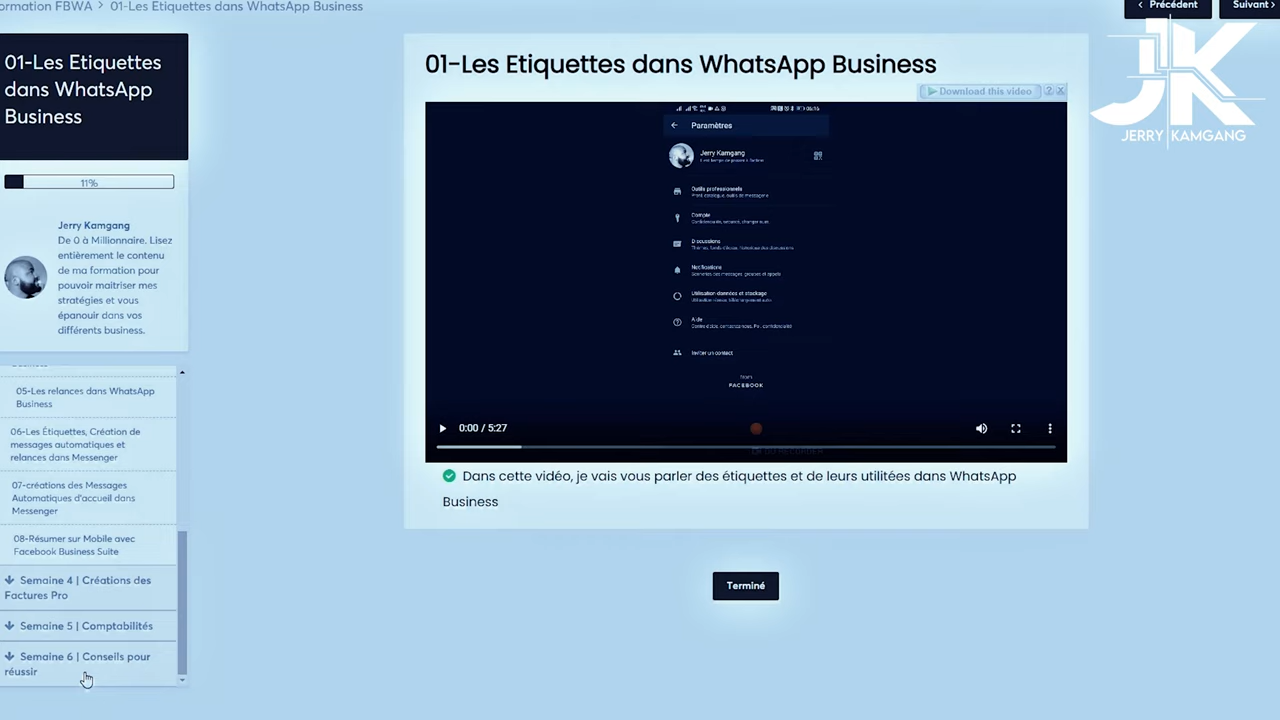 ormation FBWA > 01-Les Etiquettes dans WhatsApp Business
Précédent
Suivant
01-Les Etiquettes
dans WhatsApp
Business
11%
Jerry Kamgang
De 0 à Millionnaire. Lisez
entièrement le contenu
de ma formation pour
pouvoir maitriser mes
stratégies et vous
épanouir dans vos
différents business.
05-Les relances dans WhatsApp
Business
06-Les Étiquettes, Création de
messages automatiques et
relances dans Messenger
07-créations des Messages
Automatiques d'accueil dans
Messenger
08-Résumer sur Mobile avec
Facebook Business Suite
Semaine 4 | Créations des
Factures Pro
Semaine 5 | Comptabilités
Semaine 6 | Conseils pour
réussir
01-Les Etiquettes dans WhatsApp Business
Download this video
? X
Paramètres
Jerry Kamgang
Outils professionnels
Compte
Discussions
Notifications
Utilisation données et stockage
Aide
Inviter un contact
FACEBOOK
0:00 / 5:27
Dans cette vidéo, je vais vous parler des étiquettes et de leurs utilitées dans WhatsApp
Business
Terminé
JK
JERRY KAMGANG